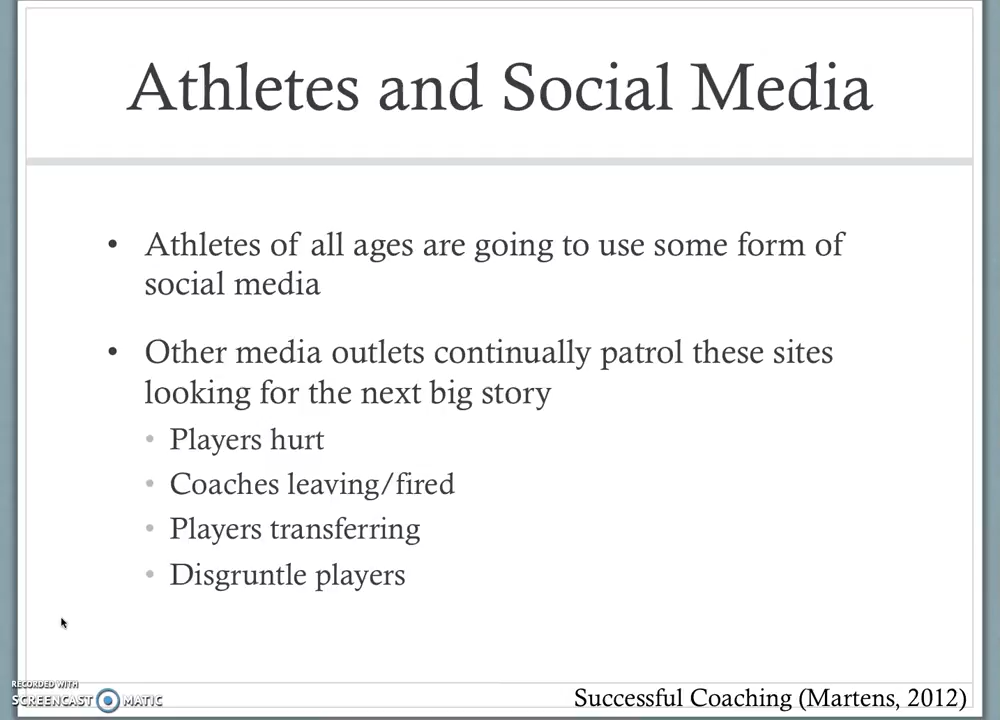 Athletes and Social Media
• Athletes of all ages are going to use some form of
social media
• Other media outlets continually patrol these sites
looking for the next big story
• Players hurt
• Coaches leaving/fired
• Players transferring
• Disgruntle players
RECORDED WITH
SCREENCAST MATIC
Successful Coaching (Martens, 2012)